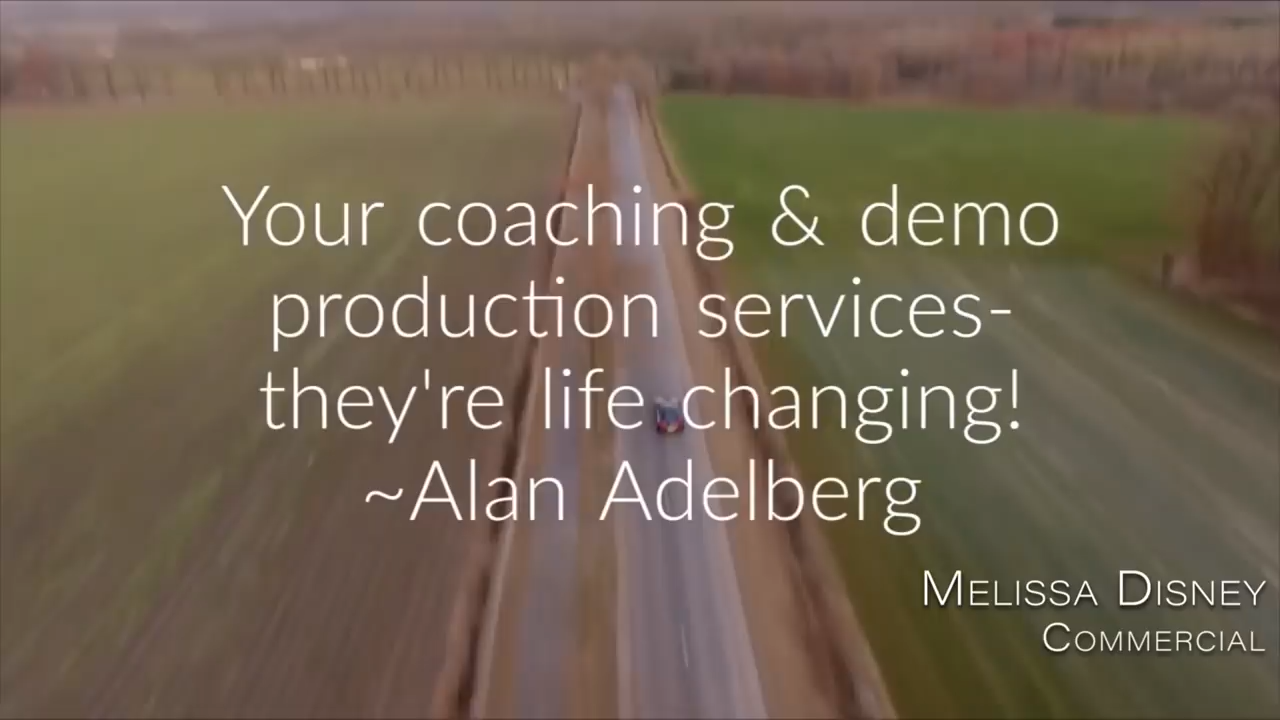 Your coaching & demo
production services-
they're life changing!
~Alan Adelberg
MELISSA DISNEY
COMMERCIAL